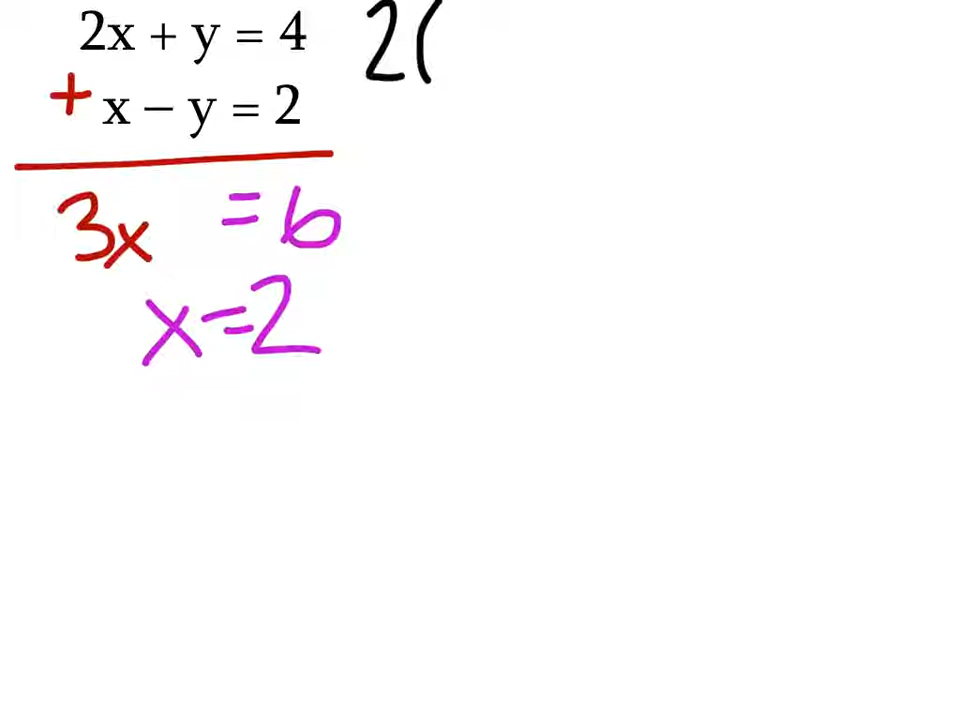 2x + y = 4 2(
+ x − y = 2
3x = 6
x = 2